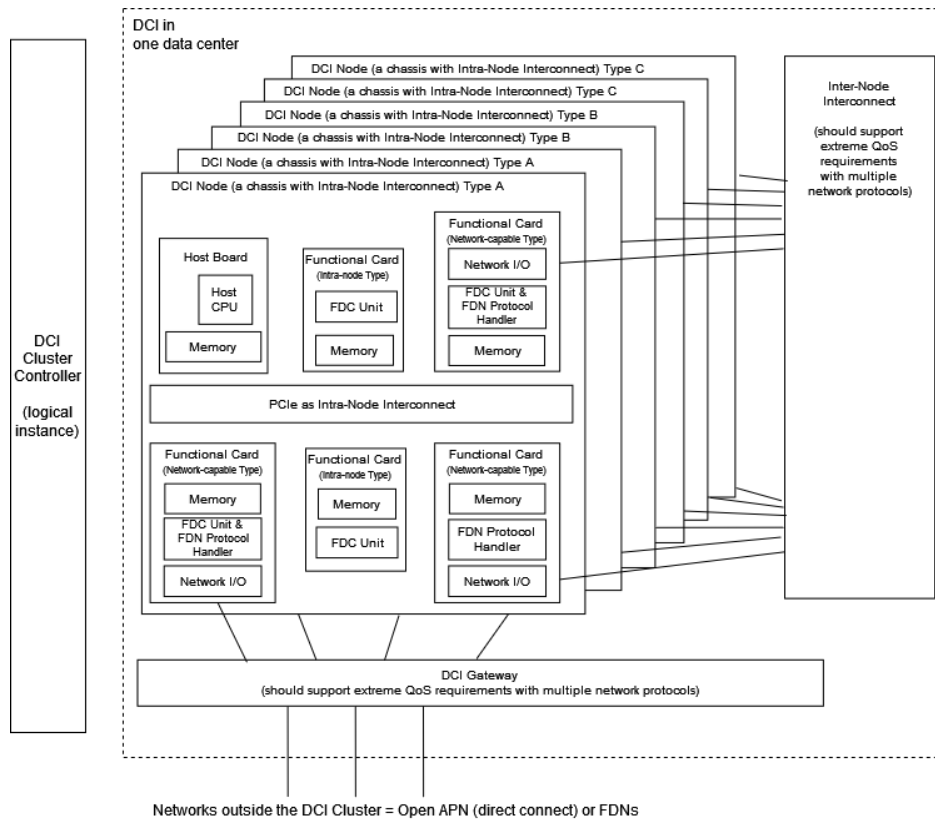 DCI in
one data center
DCI Node (a chassis with Intra-Node Interconnect) Type C
DCI Node (a chassis with Intra-Node Interconnect) Type C
DCI Node (a chassis with Intra-Node Interconnect) Type B
DCI Node (a chassis with Intra-Node Interconnect) Type B
DCI Node (a chassis with Intra-Node Interconnect) Type A
DCI Node (a chassis with Intra-Node Interconnect) Type A
Host Board
Host
CPU
Memory
Functional Card
(Intra-node Type)
FDC Unit
Memory
Functional Card
(Network-capable Type)
Network I/O
FDC Unit &
FDN Protocol
Handler
Memory
PCIe as Intra-Node Interconnect
Functional Card
(Network-capable Type)
Memory
FDC Unit &
FDN Protocol
Handler
Network I/O
Functional Card
(Intra-node Type)
Memory
FDC Unit
Functional Card
(Network-capable Type)
Memory
FDN Protocol
Handler
Network I/O
Inter-Node
Interconnect
(should support
extreme QoS
requirements
with multiple
network protocols)
DCI
Cluster
Controller
(logical
instance)
DCI Gateway
(should support extreme QoS requirements with multiple network protocols)
Networks outside the DCI Cluster = Open APN (direct connect) or FDNs